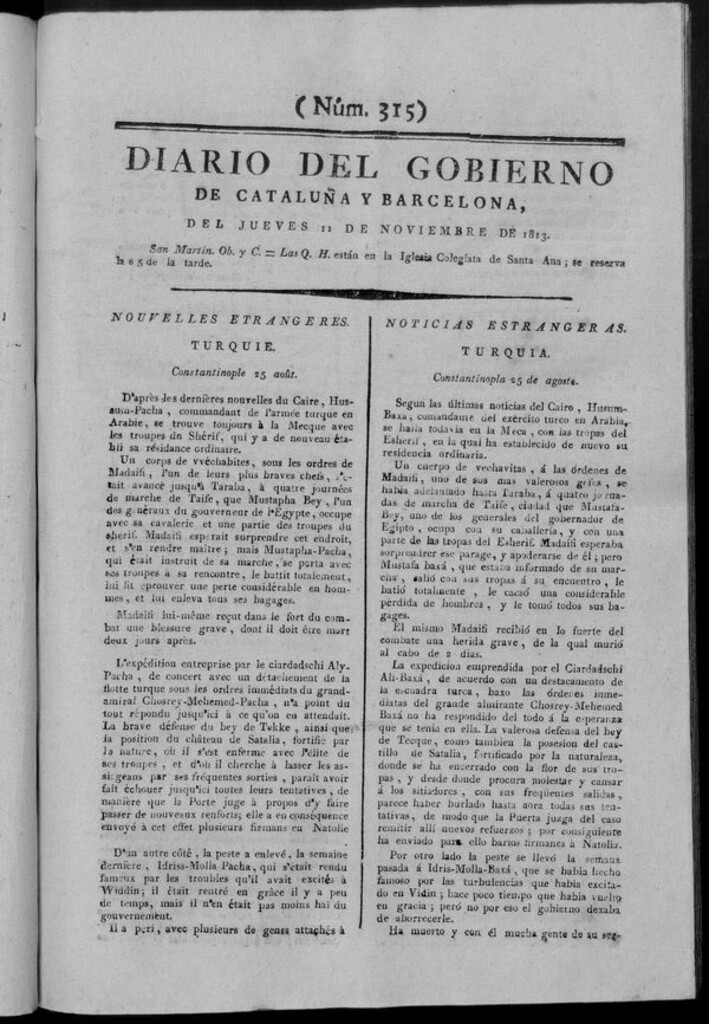 ( Núm. 315)
DIARIO DEL GOBIERNO
DE CATALUÑA Y BARCELONA,
DEL JUEVES 11 DE NOVIEMBRE DE 1813.
San Martin. Ob. y C. = Las Q. H. están en la Iglesia Colegiata de Santa Ana ; se reserva
á las 5 de la tarde.
NOUVELLES ETRANGERES.
TURQUIE.
Constantinople 25 août.
D'après les dernières nouvelles du Caire, Hus-
sum-Pacha , commandant de l'armée turque en
Arabie, se trouve toujours à la Mecque avec
les troupes du Shérif, qui y a de nouveau éta-
bli sa résidance ordinaire.
Un corps de vvéchabites, sous les ordres de
Madaifi , l'un de leurs plus braves chefs, s'é-
tait avancé jusqu'à Taraba, à quatre journées
de marche de Taife, que Mustapha Bey , l'un
des généraux du gouverneur de l'Egypte, occupe
avec sa cavalerie et une partie des troupes du
shérif. Madaifi esperait surprendre cet endroit,
et s'en rendre maître ; mais Mustapha-Pacha,
qui était instruit de sa marche, se porta avec
ses troupes à sa rencontre, le battit totalement,
lui fit eprouver une perte considérable en hom-
mes, et lui enleva tous ses bagages.
Madaifi lui-même reçut dans le fort du com-
bat une blessure grave , dont il doit être mort
deux jours après.
L'expédition entreprise par le ciardadschi Aly-
Pacha , de concert avec un détachement de la
flotte turque sous les ordres immédiats du grand-
amiral Chosrey-Mehemed-Pacha , n'a point du
tout répondu jusqu'ici à ce qu'on en attendait.
La brave défense du bey de Tekke , ainsi que
la position du château de Satalia, fortifié par
la nature, où il s'est enferme avec l'élite de
ses troupes , et d'où il cherche à lasser les as-
siégeans par ses fréquentes sorties , paraît avoir
fait échouer jusqu'ici toutes leurs tentatives , de
manière que la Porte juge à propos d'y faire
passer de nouveaux renforts; elle a en conséquence
envoyé à cet effet plusieurs firmans en Natolie
D'un autre côté , la peste a enlevé, la semaine
dernière , Idriss-Molla Pacha, qui s'était rendu
fameux par les troubles qu'il avait excités à
Widdin; il était rentré en grâce il y a peu
de temps, mais il n'en était pas moins haï du
gouvernement.
Il a péri, avec plusieurs de gens attachés à
NOTICIAS ESTRANGERAS.
TURQUIA.
Constantinopla 25 de agosto.
Segun las últimas noticias del Cairo , Husum-
Baxa, comandante del exército turco en Arabia,
se halla todavia en la Meca , con las tropas del
Esherif , en la qual ha establecido de nuevo su
residencia ordinaria.
Un cuerpo de vechavitas , á las órdenes de
Madaifi , uno de sus mas valerosos gefes , se
habia adelantado hasta Taraba , á quatro jorna-
das de marcha de Taife , ciudad que Mustafa-
Bey, uno de los generales del gobernador de
Egipto , ocupa con su caballería, y con una
parte de las tropas del Esherif. Madaifi esperaba
sorprendrer ese parage, y apoderarse de él ; pero
Mustafa baxá , que estaba informado de su mar-
cha , salió con sus tropas á su encuentro , le
batió totalmente , le causó una considerable
pérdida de hombres , y le tomó todos sus ba-
gages.
El mismo Madaifi recibió en lo fuerte del
combate una herida grave , de la qual murió
al cabo de 2 dias.
La expedicion emprendida por el Ciardadschi
Ali-Baxá , de acuerdo con un destacamento de
la escuadra turca , baxo las órdenes inme-
diatas del grande almirante Chosrey-Mehemed
Baxá no ha respondido del todo á la esperanza
que se tenia en ella. La valerosa defensa del bey
de Tecque, como tambien la posesion del cas-
tillo de Satalia, fortificado por la naturaleza,
donde se ha encerrado con la flor de sus tro-
pas , y desde donde procura molestar y cansar
á los sitiadores , con sus freqüentes salidas ,
parece haber burlado hasta aora todas sus ten-
tativas , de modo que la Puerta juzga del caso
remitir allí nuevos refuerzos ; por consiguiente
ha enviado para ello barios firmanes à Natolia.
Por otro lado la peste se llevó la semana
pasada á Idris-Molla-Baxá , que se habia hecho
famoso por las turbulencias que habia excita-
do en Vidin ; hace poco tiempo que habia vuelto
en gracia ; peró no por eso el gobierno dexaba
de aborrecerle.
Ha muerto y con él mucha gente de su seq-